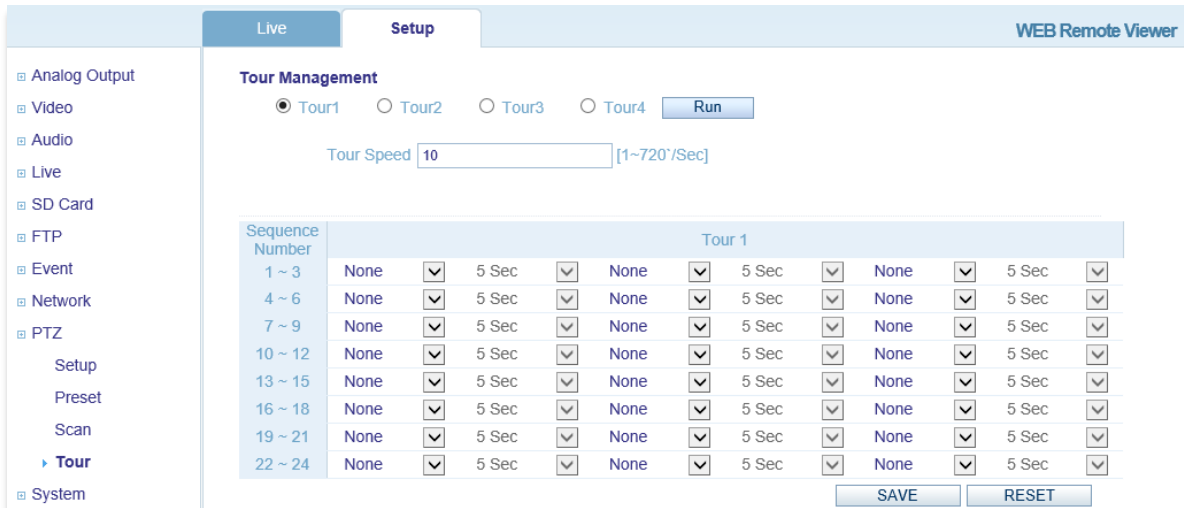 Live Setup WEB Remote Viewer
Analog Output
Video
Audio
Live
SD Card
FTP
Event
Network
PTZ
Setup
Preset
Scan
Tour
System
Tour Management
Tour1 Tour2 Tour3 Tour4 Run
Tour Speed 10 [1~720`/Sec]
Sequence Number Tour 1
1 ~ 3 None 5 Sec None 5 Sec None 5 Sec
4 ~ 6 None 5 Sec None 5 Sec None 5 Sec
7 ~ 9 None 5 Sec None 5 Sec None 5 Sec
10 ~ 12 None 5 Sec None 5 Sec None 5 Sec
13 ~ 15 None 5 Sec None 5 Sec None 5 Sec
16 ~ 18 None 5 Sec None 5 Sec None 5 Sec
19 ~ 21 None 5 Sec None 5 Sec None 5 Sec
22 ~ 24 None 5 Sec None 5 Sec None 5 Sec
SAVE RESET